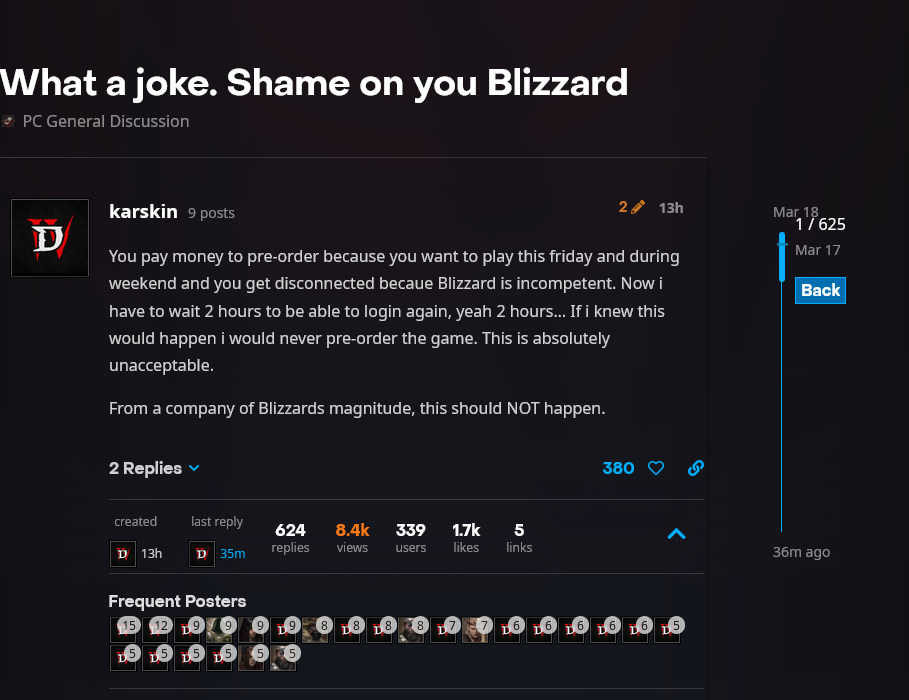 What a joke. Shame on you Blizzard
PC General Discussion
karskin 9 posts 2 13h
You pay money to pre-order because you want to play this friday and during
weekend and you get disconnected becaue Blizzard is incompetent. Now i
have to wait 2 hours to be able to login again, yeah 2 hours... If i knew this
would happen i would never pre-order the game. This is absolutely
unacceptable.
From a company of Blizzards magnitude, this should NOT happen.
2 Replies 380
created last reply 624 8.4k 339 1.7k 5
13h 35m replies views users likes links
Frequent Posters
15 12 9 9 9 9 8 8 8 8 7 7 6 6 6 6 6 5
5 5 5 5 5 5
Mar 18
1 / 625
Mar 17
Back
36m ago